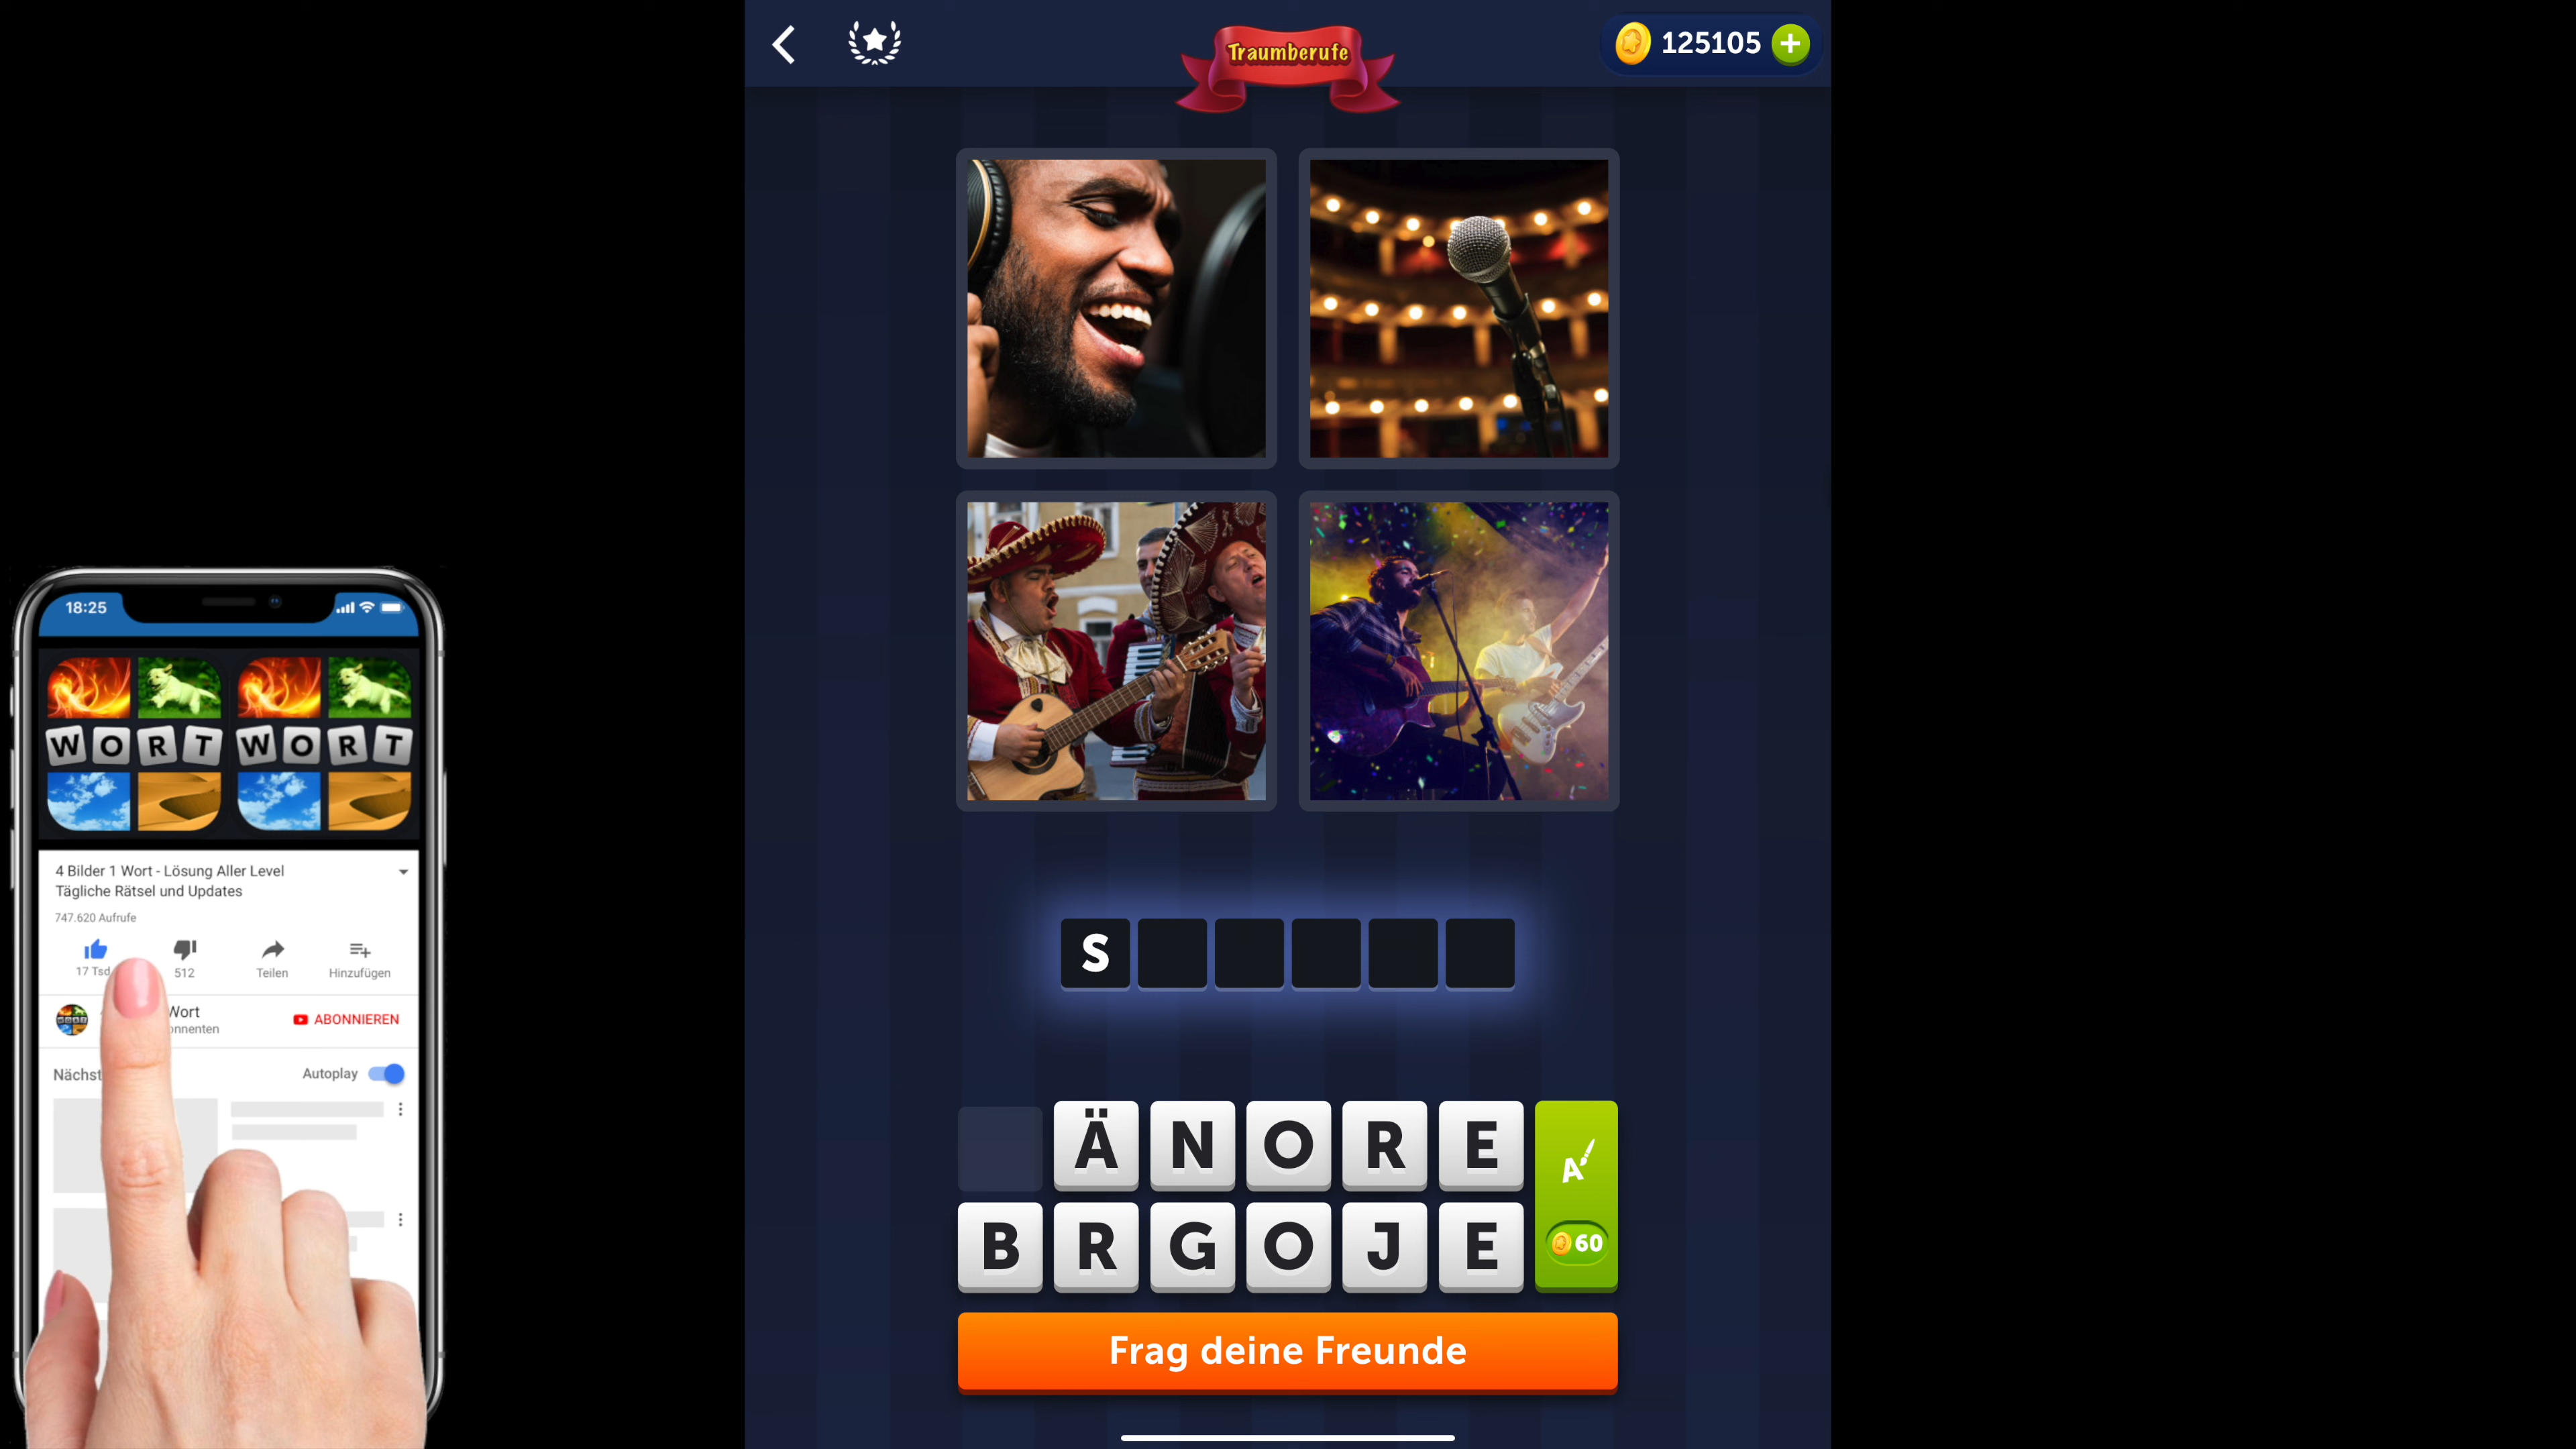 Traumberufe
125105
S
Ä N O R E
B R G O J E
A
60
Frag deine Freunde
18:25
WORT WORT
4 Bilder 1 Wort - Lösung Aller Level
Tägliche Rätsel und Updates
747.620 Aufrufe
17 Tsd
512
Teilen
Hinzufügen
Wort
onnenten
ABONNIEREN
Nächst
Autoplay